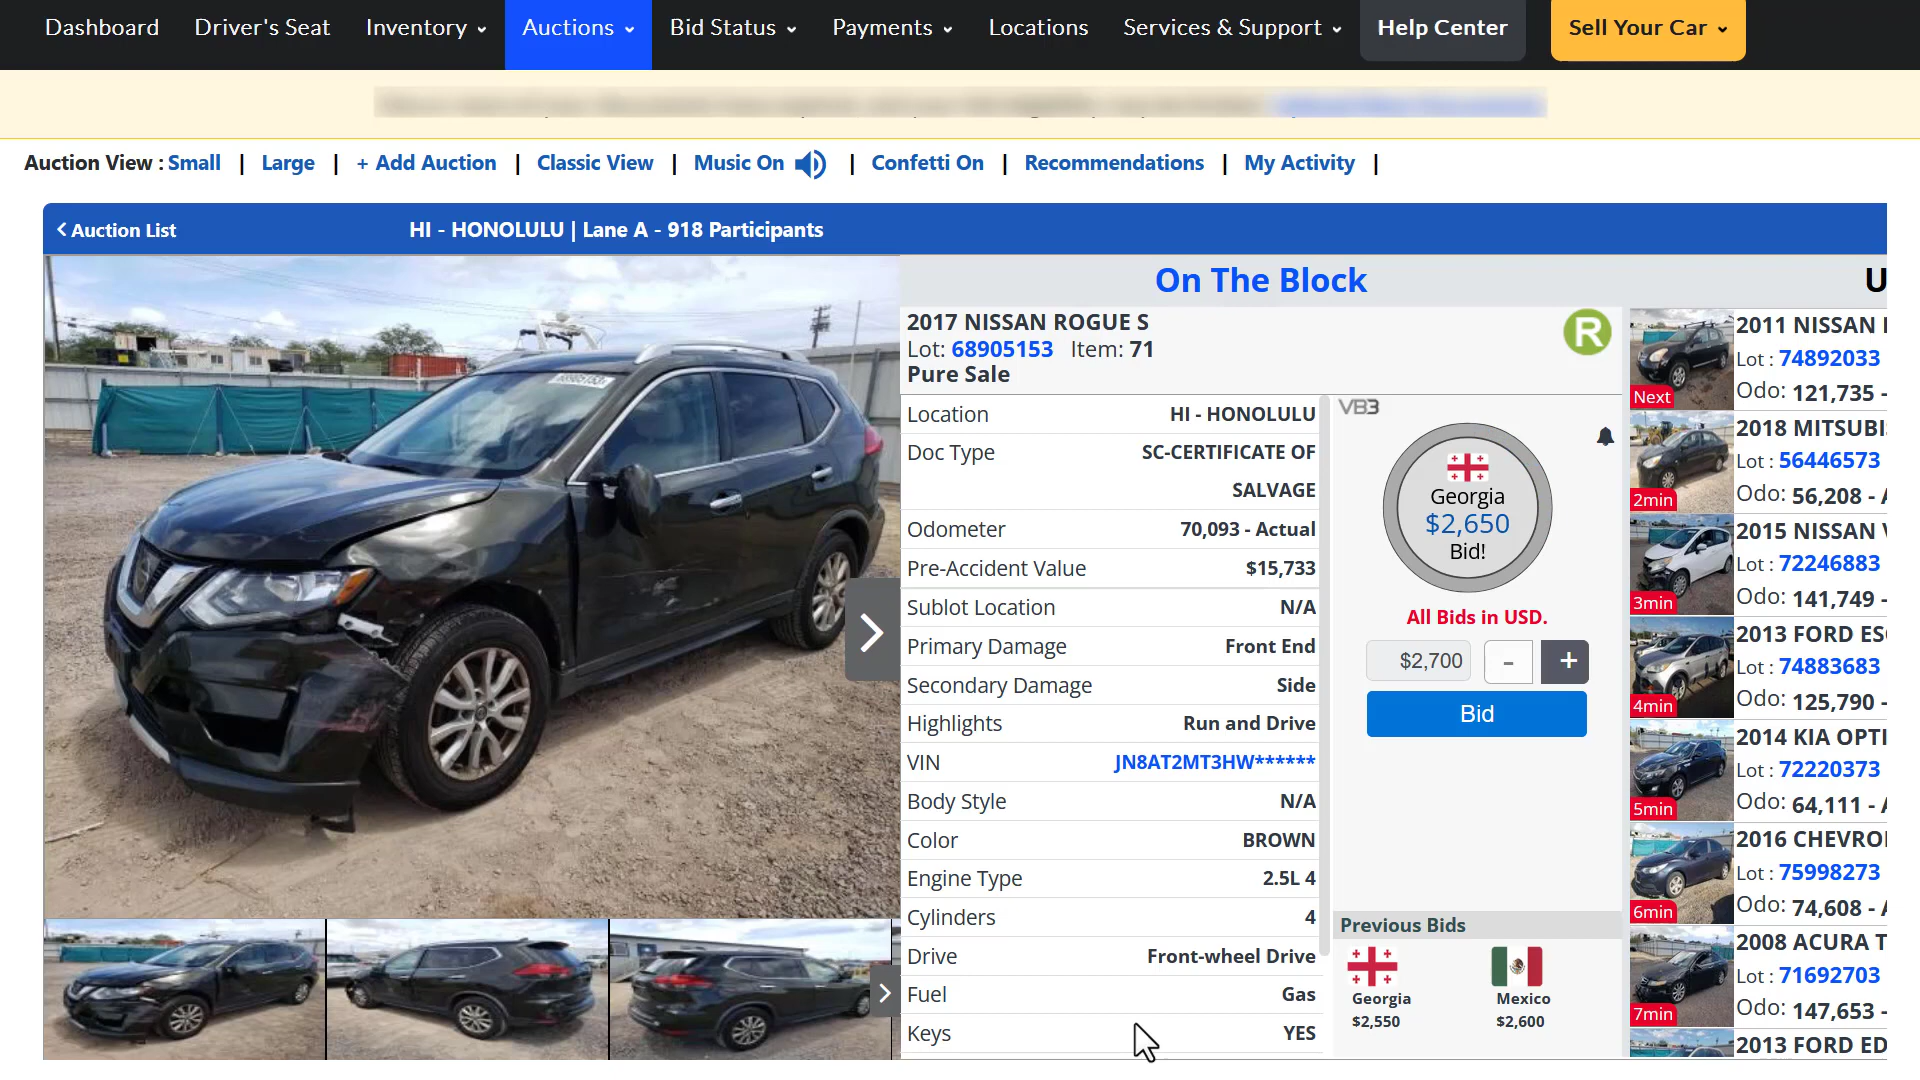 Dashboard Driver's Seat Inventory Auctions Bid Status Payments Locations Services & Support Help Center Sell Your Car
Auction View : Small | Large | + Add Auction | Classic View | Music On | Confetti On | Recommendations | My Activity |
Auction List HI - HONOLULU | Lane A - 918 Participants
On The Block
U
2017 NISSAN ROGUE S
Lot: 68905153 Item: 71
Pure Sale
R
Location HI - HONOLULU
Doc Type SC-CERTIFICATE OF
SALVAGE
Odometer 70,093 - Actual
Pre-Accident Value $15,733
Sublot Location N/A
Primary Damage Front End
Secondary Damage Side
Highlights Run and Drive
VIN JN8AT2MT3HW******
Body Style N/A
Color BROWN
Engine Type 2.5L 4
Cylinders 4
Drive Front-wheel Drive
Fuel Gas
Keys YES
VB3
Georgia
$2,650
Bid!
All Bids in USD.
$2,700 - +
Bid
Previous Bids
Georgia
$2,550
Mexico
$2,600
2011 NISSAN
Lot : 74892033
Odo: 121,735 -
Next
2018 MITSUBI
Lot : 56446573
Odo: 56,208 - A
2min
2015 NISSAN V
Lot : 72246883
Odo: 141,749 -
3min
2013 FORD ES
Lot : 74883683
Odo: 125,790 -
4min
2014 KIA OPTI
Lot : 72220373
Odo: 64,111 - A
5min
2016 CHEVROL
Lot : 75998273
Odo: 74,608 - A
6min
2008 ACURA T
Lot : 71692703
Odo: 147,653 -
7min
2013 FORD ED